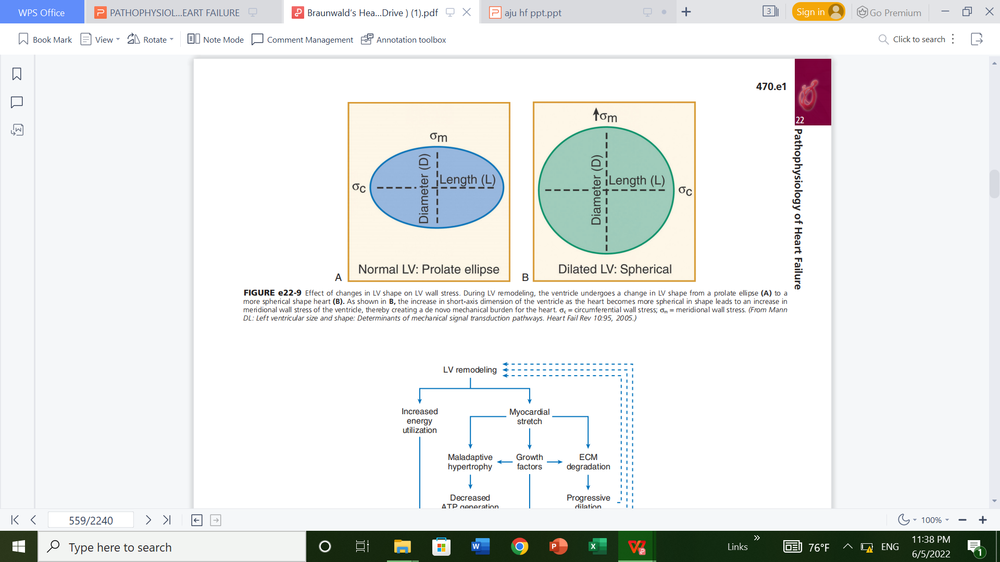 WPS Office
PATHOPHYSIOL...EART FAILURE
Braunwald's Hea...Drive ) (1).pdf
aju hf ppt.ppt
3
Sign in
Go Premium
Book Mark
View
Rotate
Note Mode
Comment Management
Annotation toolbox
Click to search
470.e1
22
Pathophysiology of Heart Failure
σm
σc
Diameter (D)
Length (L)
Normal LV: Prolate ellipse
A
↑σm
Diameter (D)
Length (L)
σc
Dilated LV: Spherical
B
FIGURE e22-9 Effect of changes in LV shape on LV wall stress. During LV remodeling, the ventricle undergoes a change in LV shape from a prolate ellipse (A) to a
more spherical shape heart (B). As shown in B, the increase in short-axis dimension of the ventricle as the heart becomes more spherical in shape leads to an increase in
meridional wall stress of the ventricle, thereby creating a de novo mechanical burden for the heart. σc = circumferential wall stress; σm = meridional wall stress. (From Mann
DL: Left ventricular size and shape: Determinants of mechanical signal transduction pathways. Heart Fail Rev 10:95, 2005.)
LV remodeling
Increased
energy
utilization
Myocardial
stretch
Maladaptive
hypertrophy
Growth
factors
ECM
degradation
Decreased
ATP generation
Progressive
dilation
559/2240
100%
Type here to search
Links
76°F
ENG
11:38 PM
6/5/2022
1